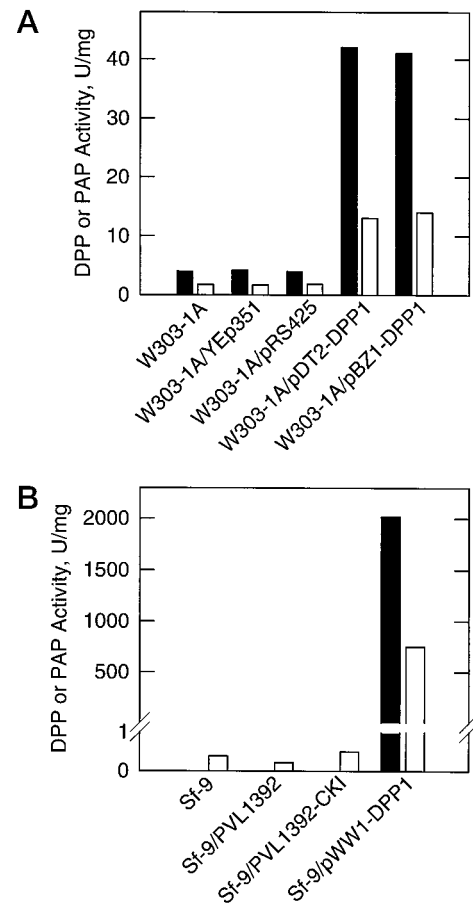 A
DPP or PAP Activity, U/mg
40
30
20
10
0
W303-1A
W303-1A/YEp351
W303-1A/pRS425
W303-1A/pDT2-DPP1
W303-1A/pBZ1-DPP1
B
DPP or PAP Activity, U/mg
2000
1500
1000
500
1
0
Sf-9
Sf-9/PVL1392
Sf-9/PVL1392-CKI
Sf-9/pWW1-DPP1